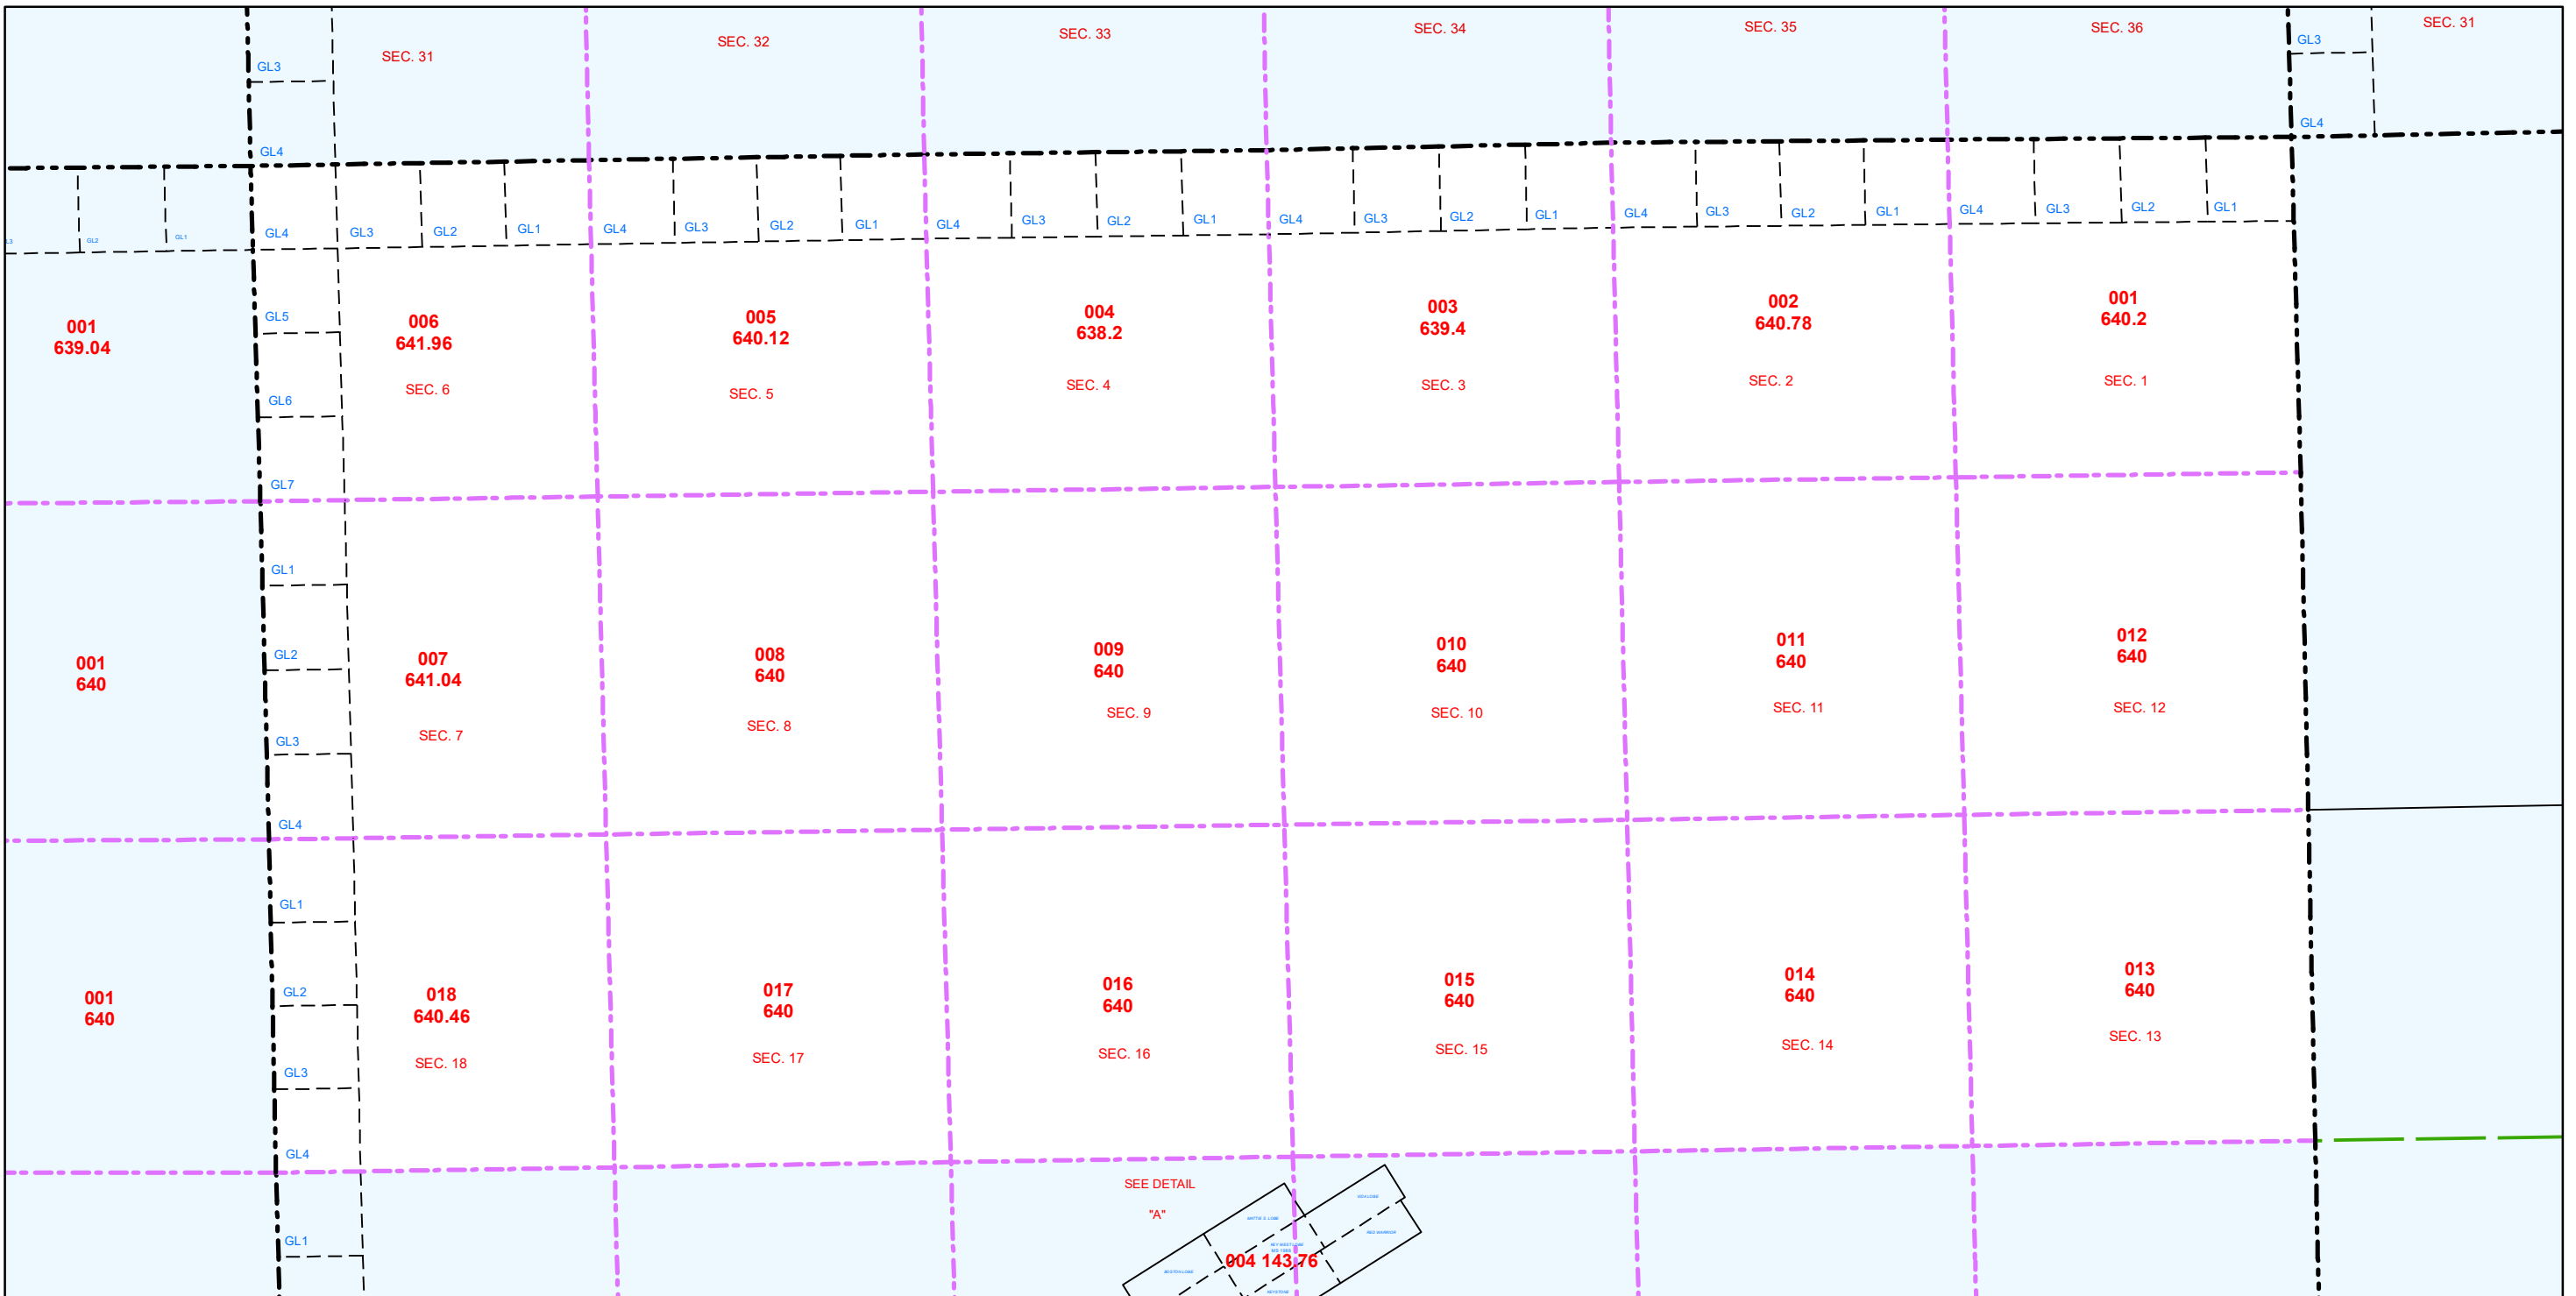 SEC. 31
SEC. 32
SEC. 33
SEC. 34
SEC. 35
SEC. 36
SEC. 31
GL3
GL3
GL4
GL4
GL2
GL1
GL4
GL3
GL2
GL1
GL4
GL3
GL2
GL1
GL4
GL3
GL2
GL1
GL4
GL3
GL2
GL1
GL4
GL3
GL2
GL1
GL4
GL3
GL2
GL1
001
639.04
GL5
006
641.96
005
640.12
004
638.2
003
639.4
002
640.78
001
640.2
GL6
SEC. 6
SEC. 5
SEC. 4
SEC. 3
SEC. 2
SEC. 1
GL7
GL1
001
640
GL2
007
641.04
008
640
009
640
010
640
011
640
012
640
GL3
SEC. 7
SEC. 8
SEC. 9
SEC. 10
SEC. 11
SEC. 12
GL4
GL1
001
640
GL2
018
640.46
017
640
016
640
015
640
014
640
013
640
GL3
SEC. 18
SEC. 17
SEC. 16
SEC. 15
SEC. 14
SEC. 13
GL4
SEE DETAIL
"A"
GL1
004 143.76